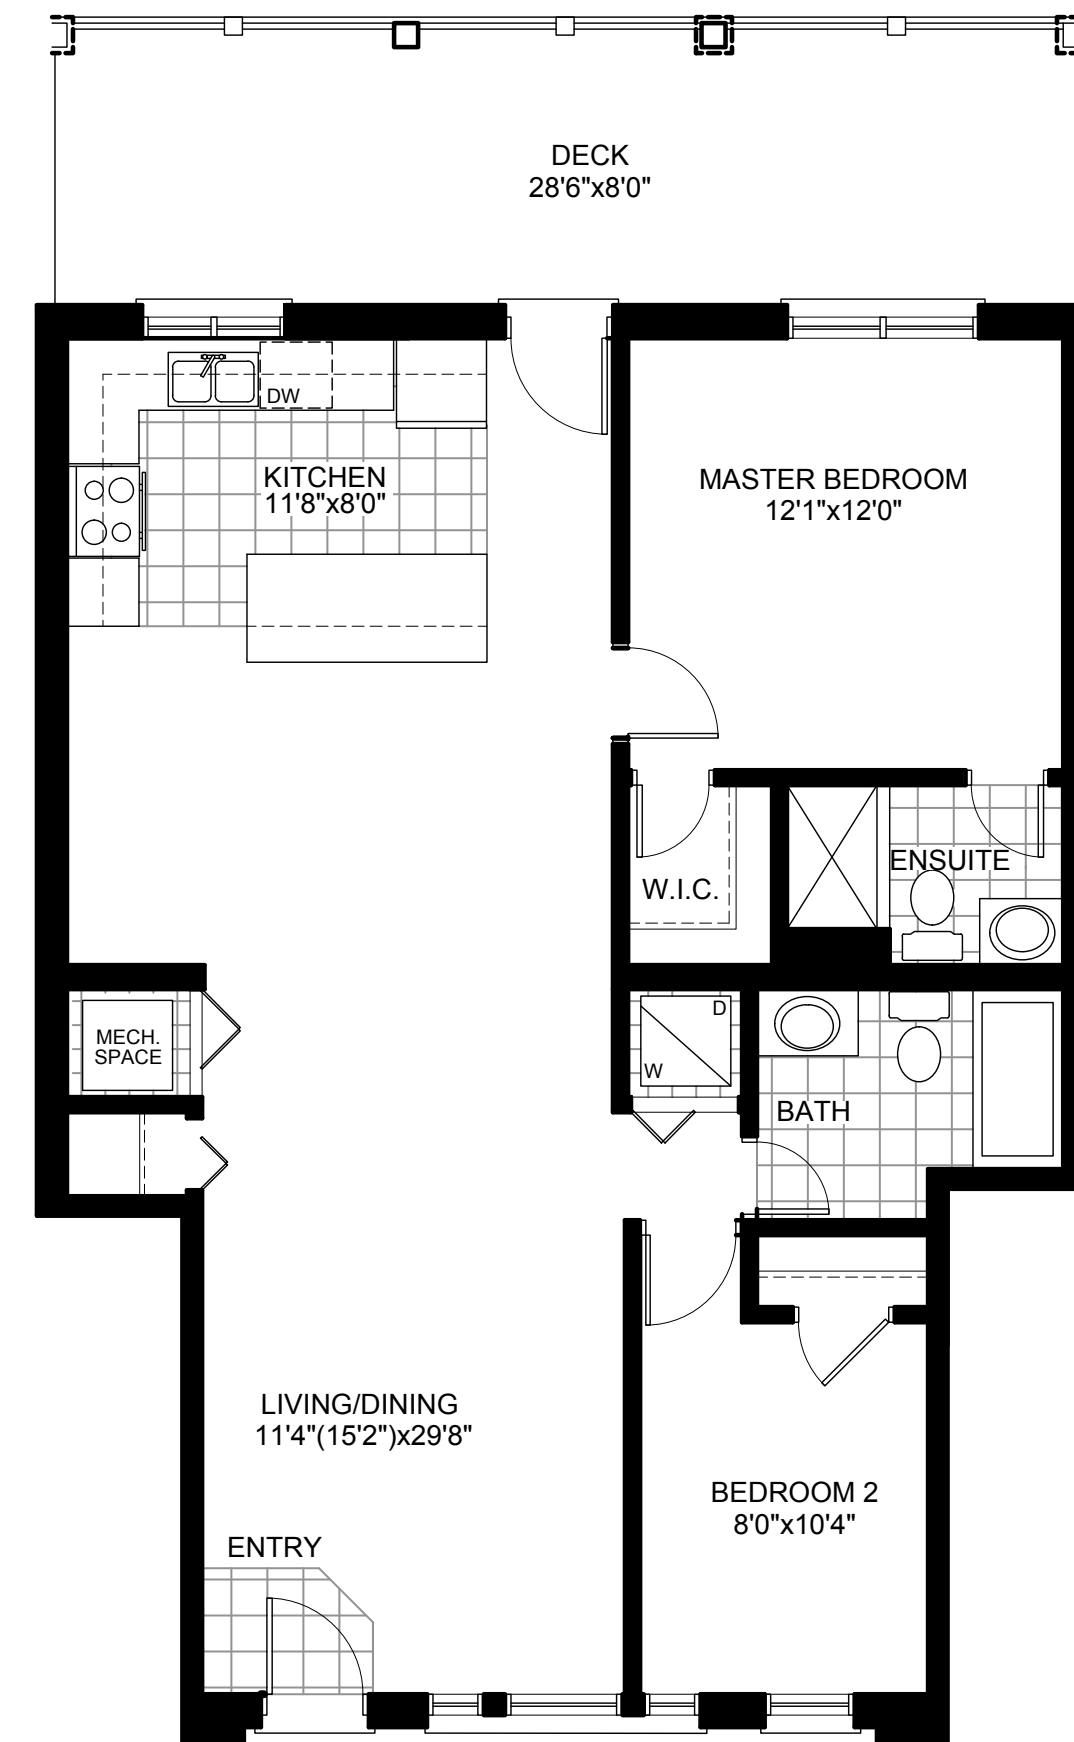 DECK
28'6"x8'0"
DW
KITCHEN
11'8"x8'0"
MASTER BEDROOM
12'1"x12'0"
ENSUITE
W.I.C.
D
W
MECH.
SPACE
BATH
LIVING/DINING
11'4"(15'2")x29'8"
BEDROOM 2
8'0"x10'4"
ENTRY